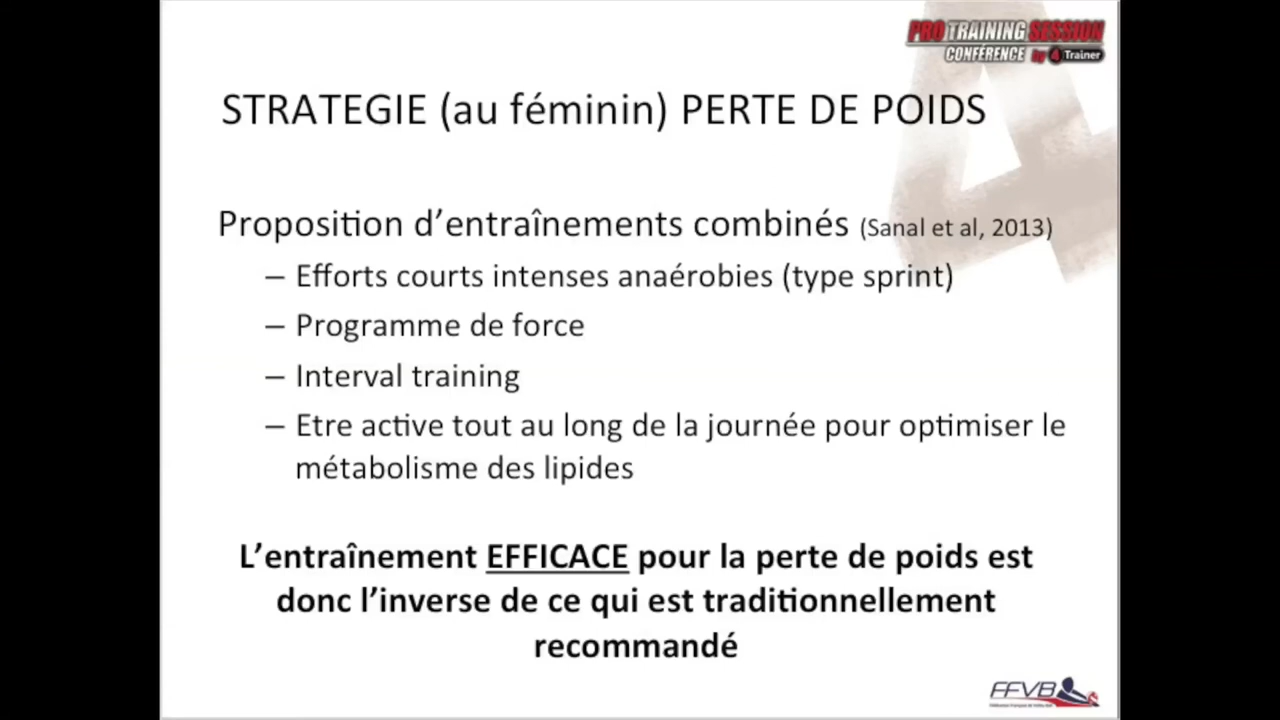 PRO TRAINING SESSION
CONFÉRENCE by 4 Trainer
STRATEGIE (au féminin) PERTE DE POIDS
Proposition d’entraînements combinés (Sanal et al, 2013)
– Efforts courts intenses anaérobies (type sprint)
– Programme de force
– Interval training
– Etre active tout au long de la journée pour optimiser le
métabolisme des lipides
L’entraînement EFFICACE pour la perte de poids est
donc l’inverse de ce qui est traditionnellement
recommandé
FFVB